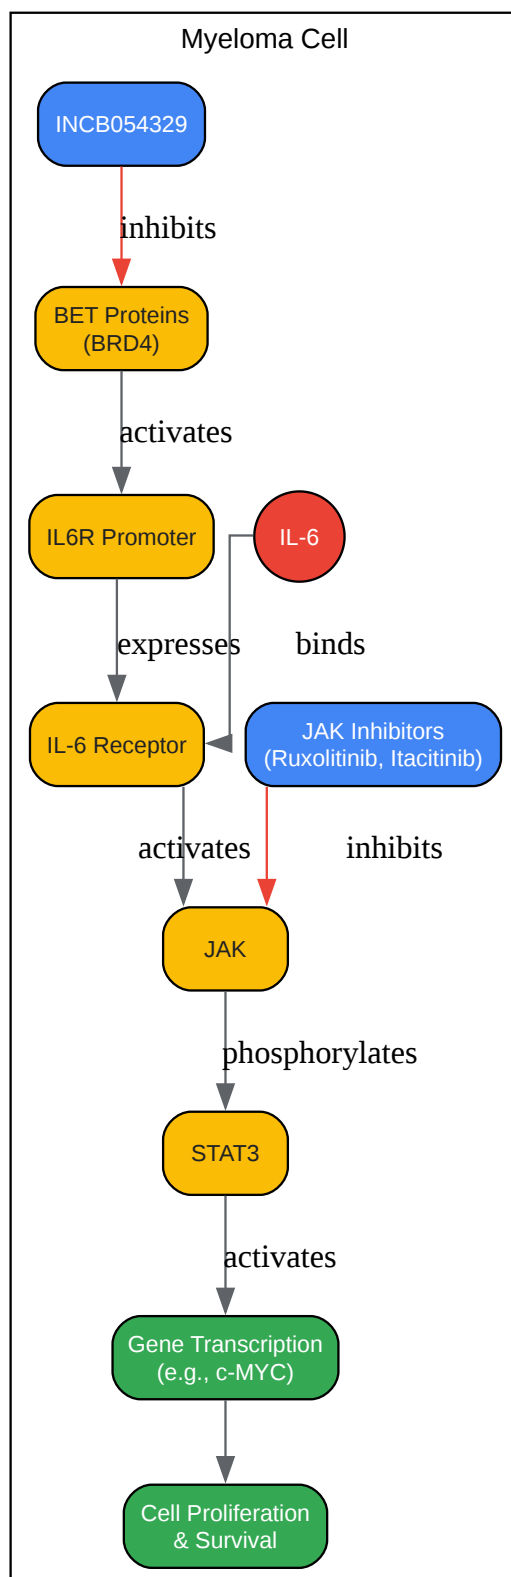 Myeloma Cell
INCB054329
inhibits
BET Proteins
(BRD4)
activates
IL6R Promoter
IL-6
expresses
binds
IL-6 Receptor
JAK Inhibitors
(Ruxolitinib, Itacitinib)
activates
inhibits
JAK
phosphorylates
STAT3
activates
Gene Transcription
(e.g., c-MYC)
Cell Proliferation
& Survival